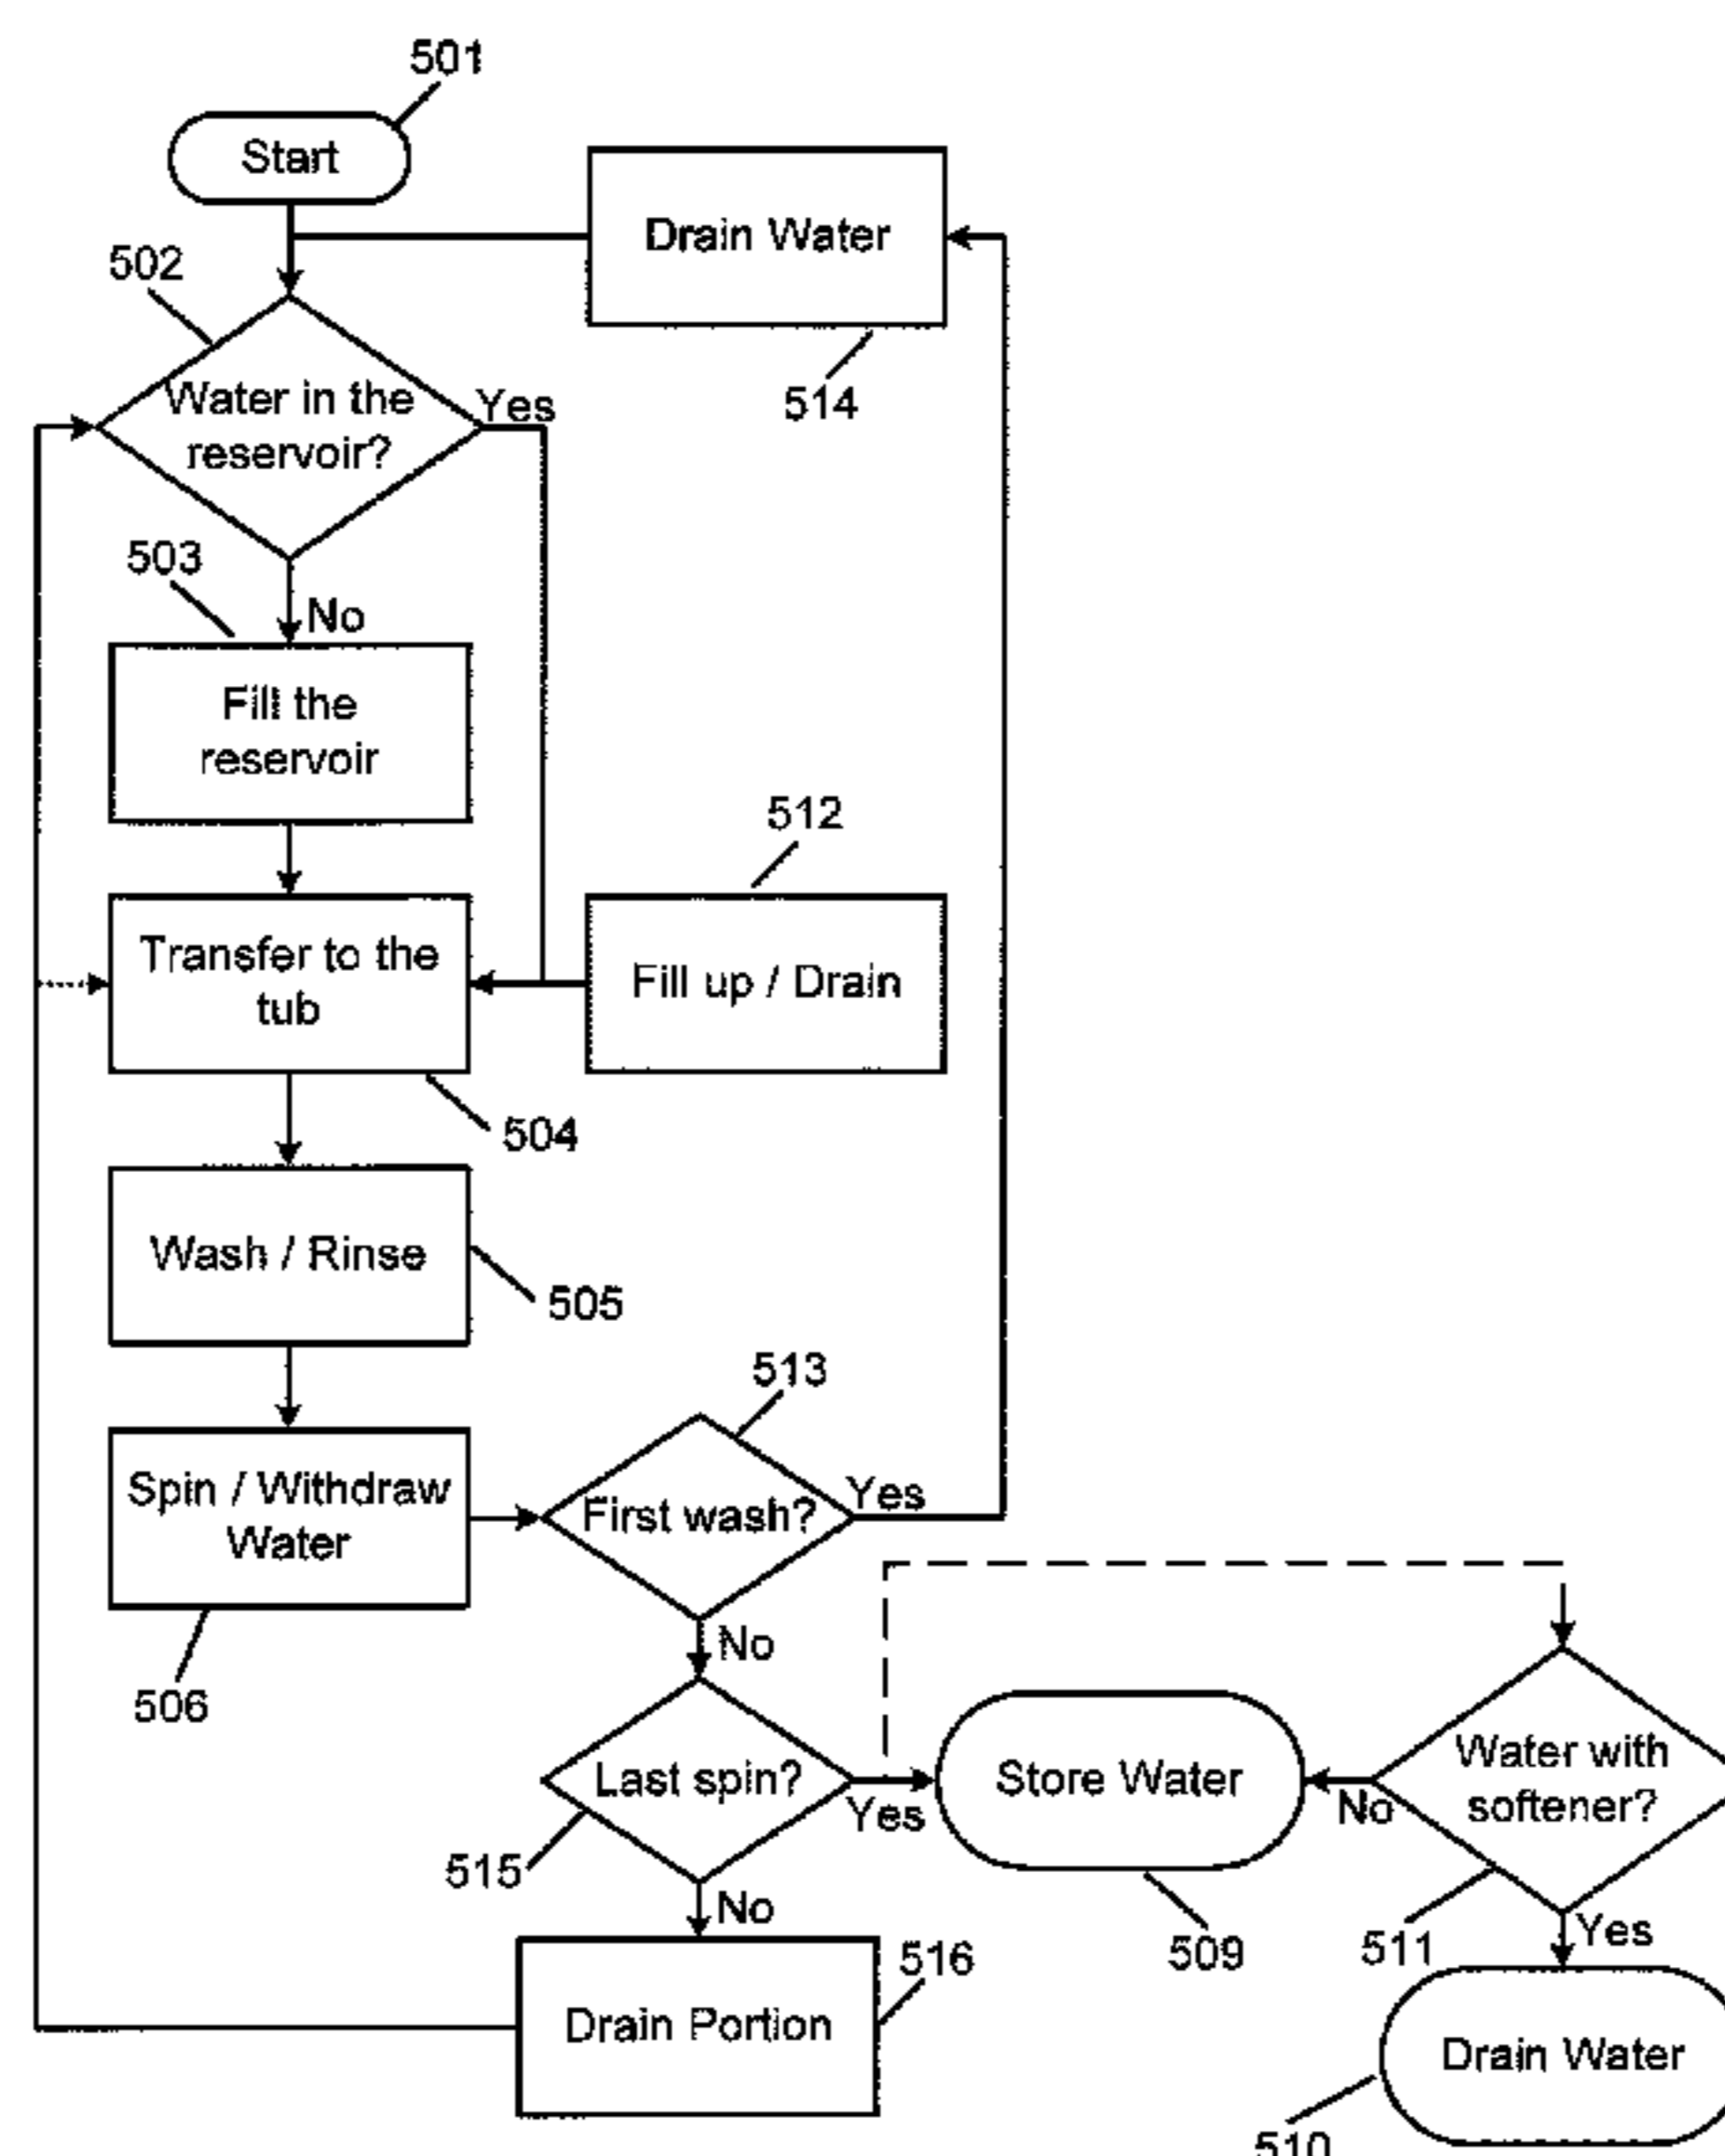 501
Start
Drain Water
502
514
Water in the
reservoir?
Yes
503
No
Fill the
reservoir
512
Transfer to the
tub
Fill up / Drain
504
Wash / Rinse
505
513
Spin / Withdraw
Water
First wash?
Yes
506
No
Last spin?
Yes
Store Water
Water with
softener?
No
515
No
509
511
Yes
516
Drain Portion
Drain Water
510